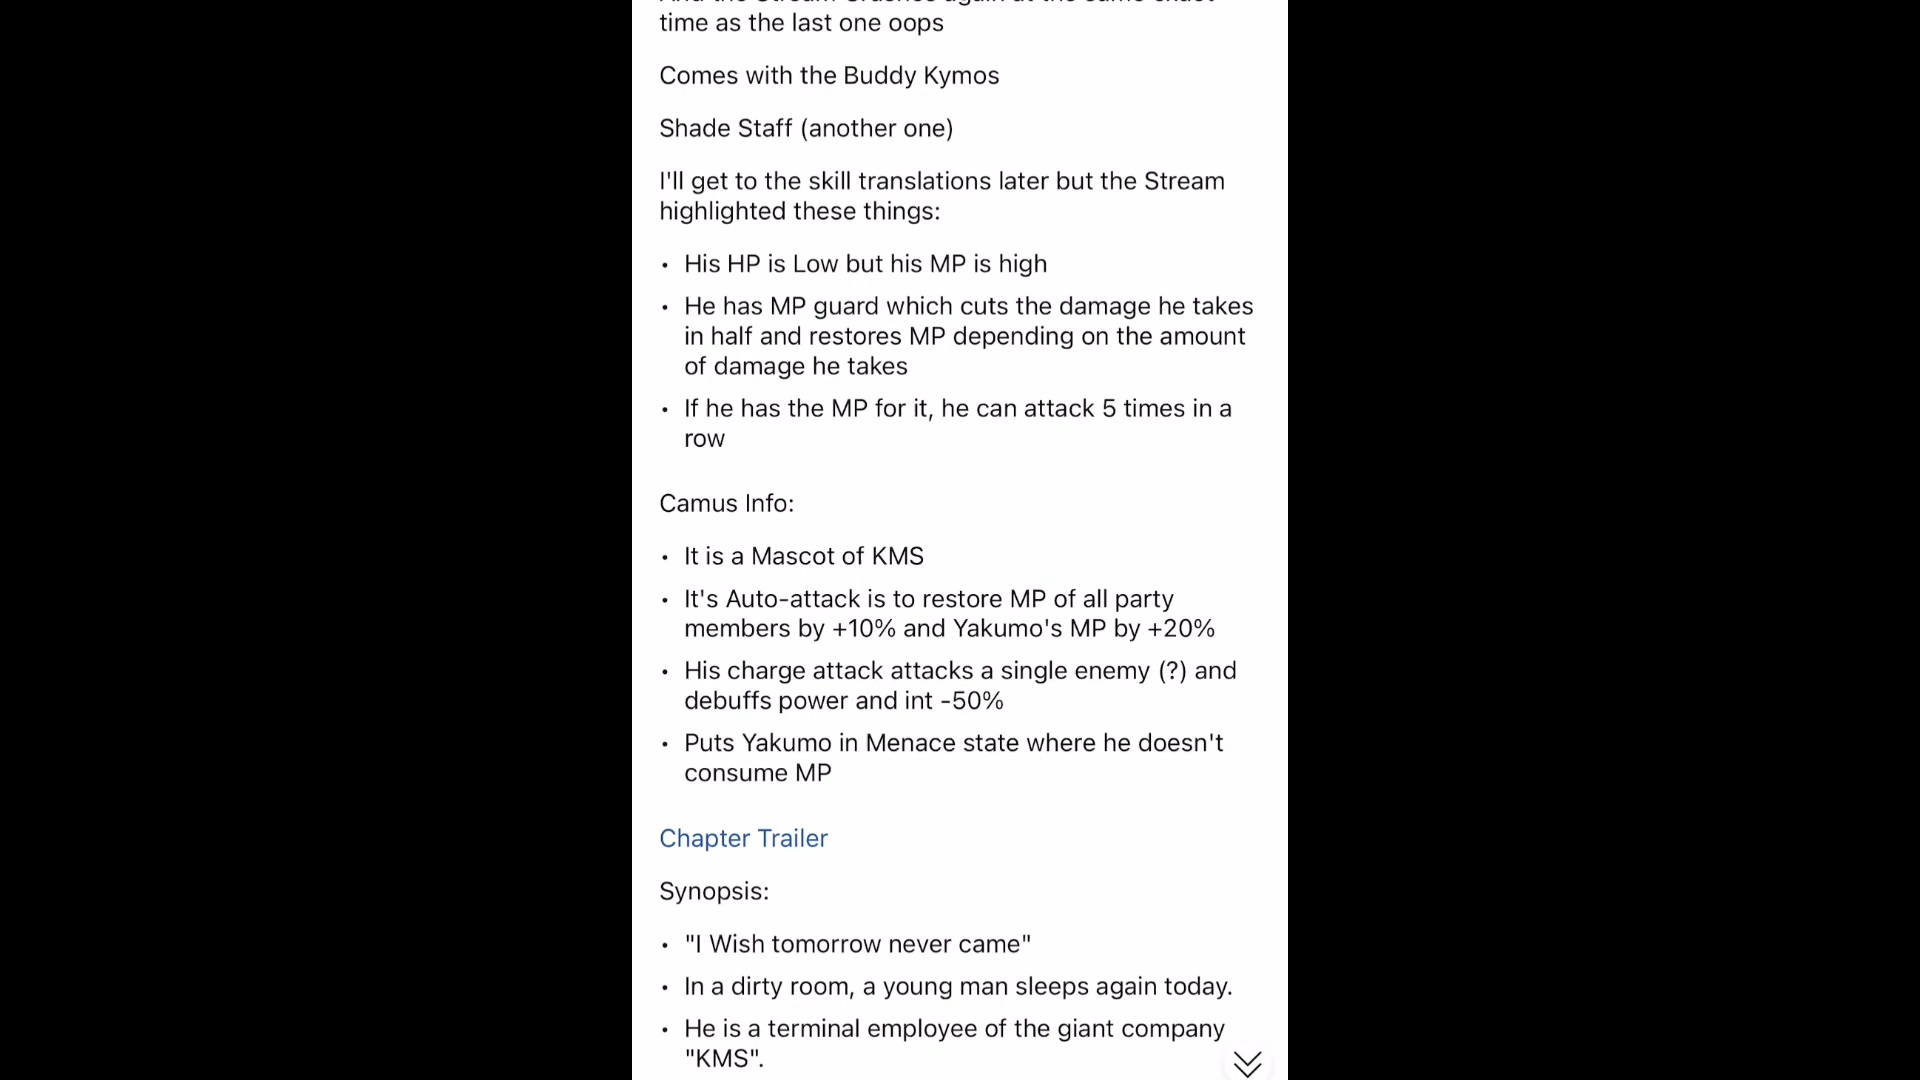 time as the last one oops
Comes with the Buddy Kymos
Shade Staff (another one)
I'll get to the skill translations later but the Stream
highlighted these things:
• His HP is Low but his MP is high
• He has MP guard which cuts the damage he takes
in half and restores MP depending on the amount
of damage he takes
• If he has the MP for it, he can attack 5 times in a
row
Camus Info:
• It is a Mascot of KMS
• It's Auto-attack is to restore MP of all party
members by +10% and Yakumo's MP by +20%
• His charge attack attacks a single enemy (?) and
debuffs power and int -50%
• Puts Yakumo in Menace state where he doesn't
consume MP
Chapter Trailer
Synopsis:
• "I Wish tomorrow never came"
• In a dirty room, a young man sleeps again today.
• He is a terminal employee of the giant company
"KMS".